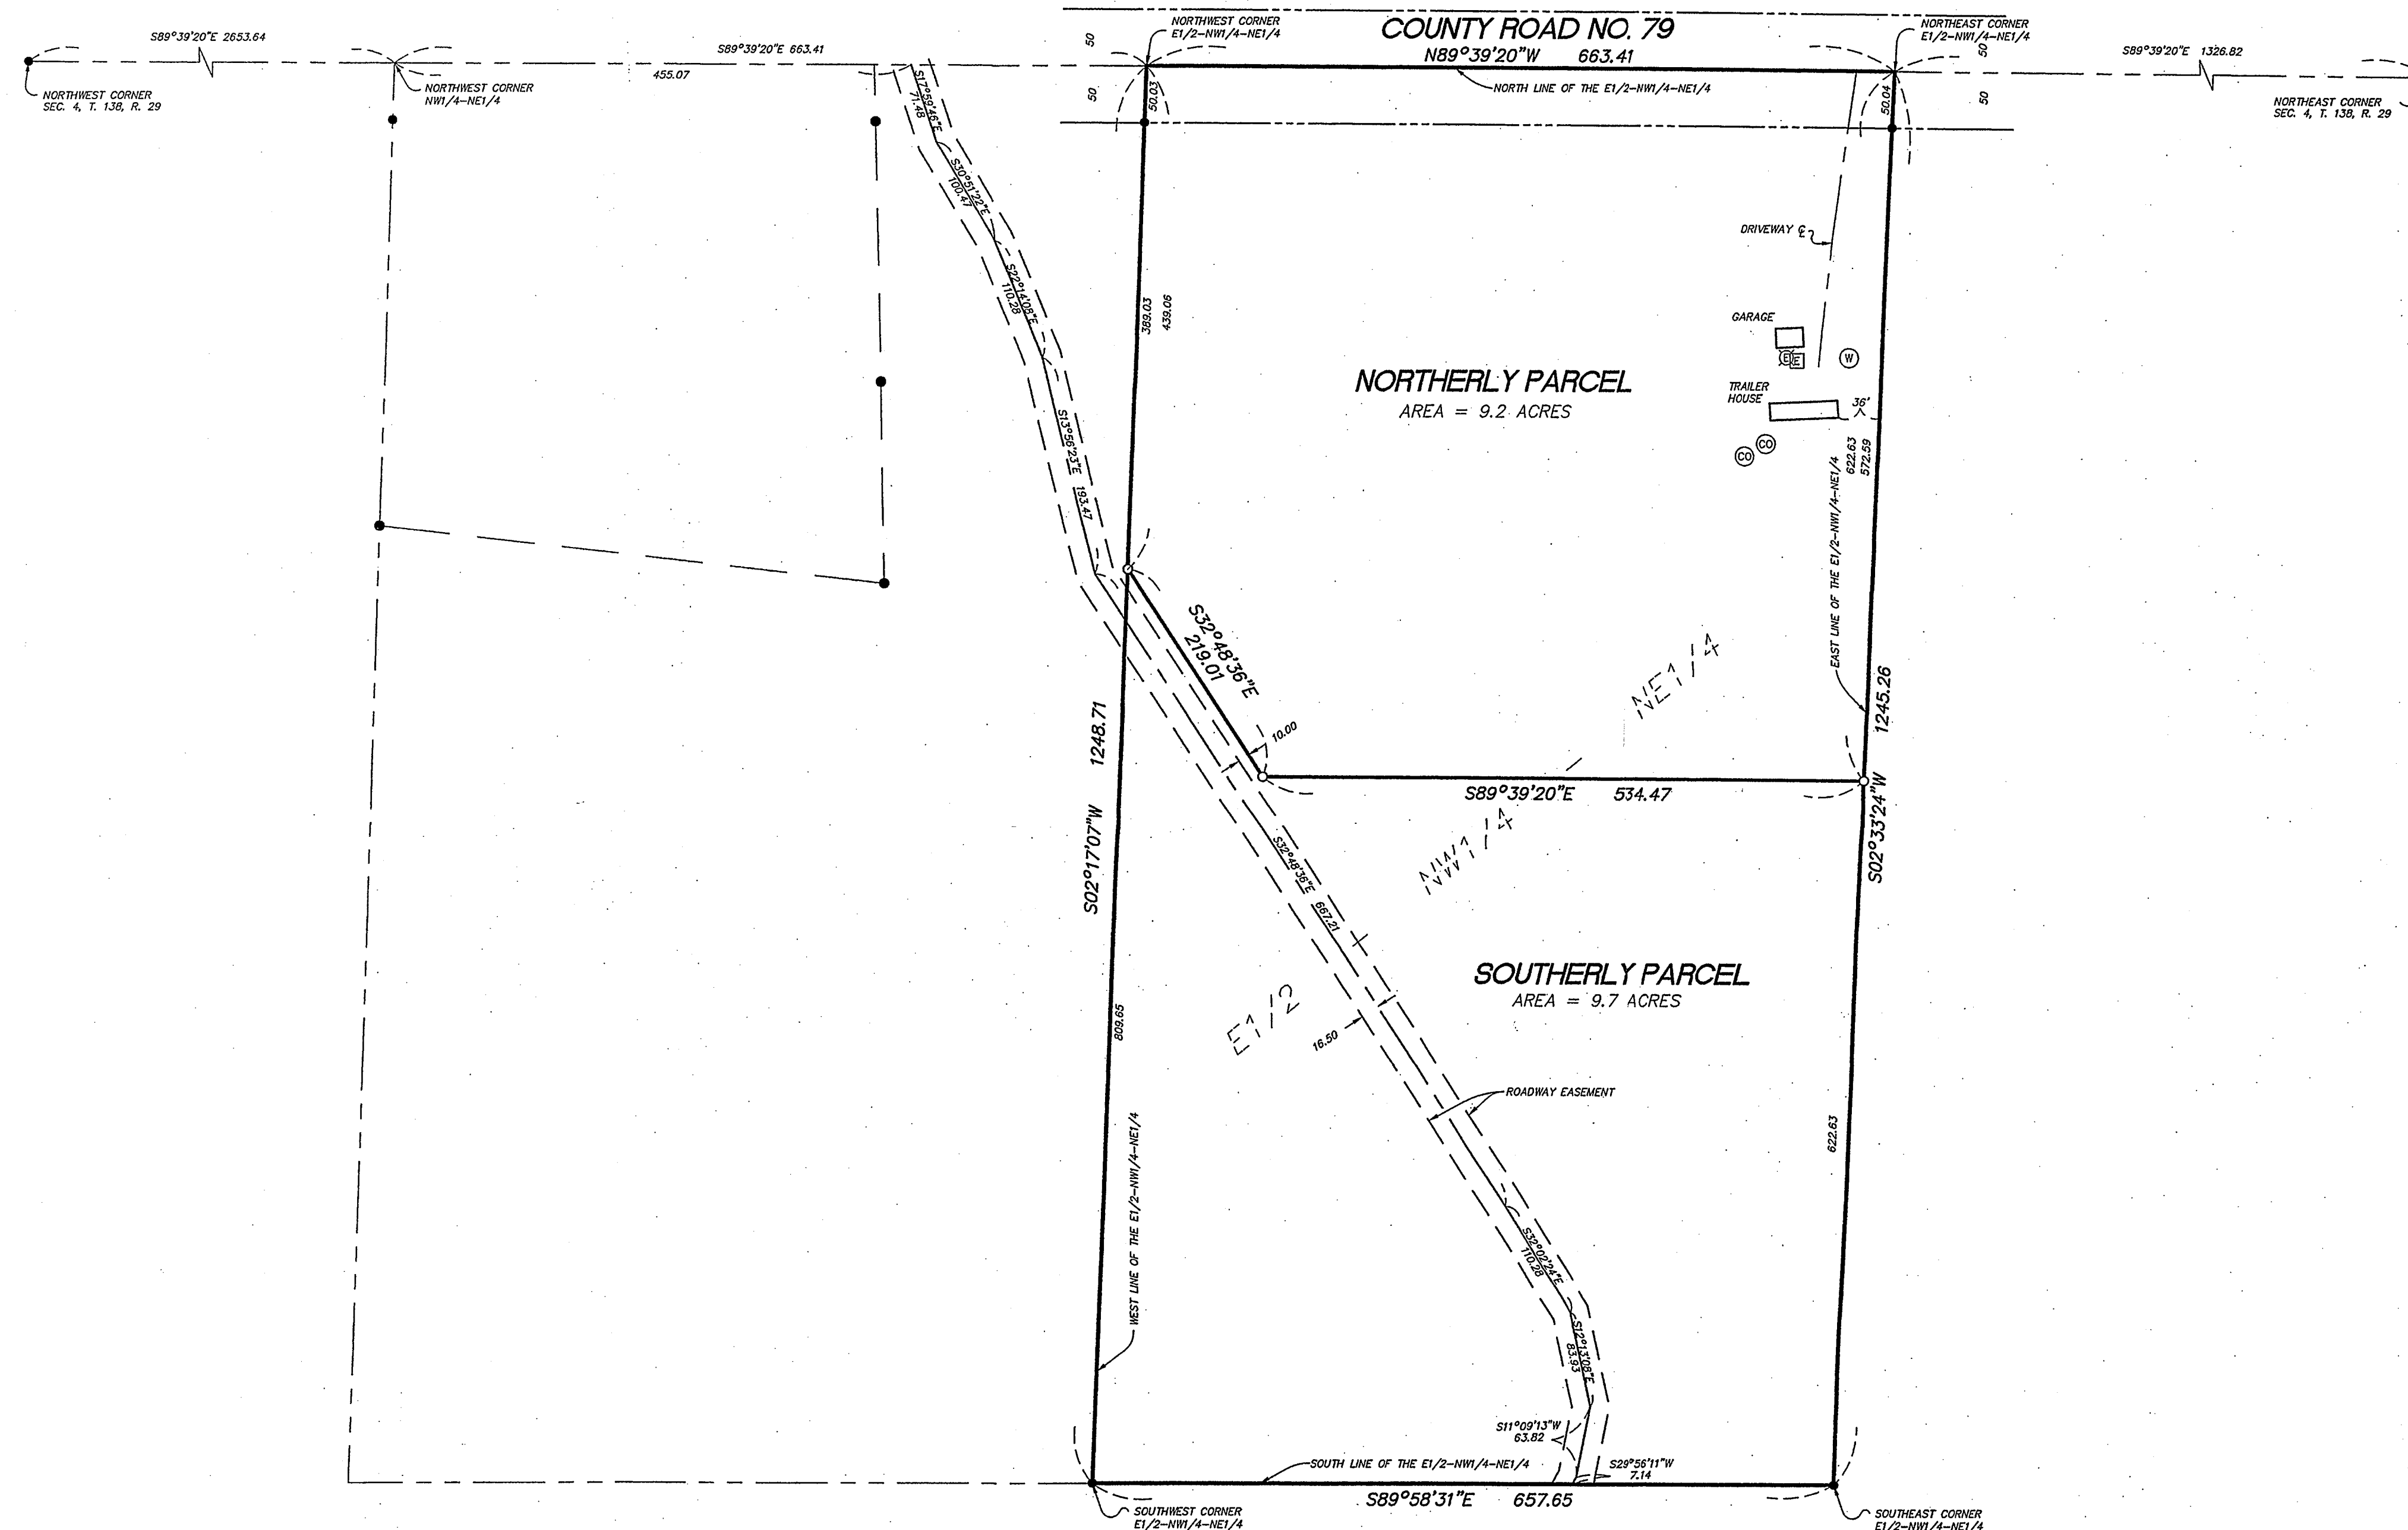 COUNTY ROAD NO. 79
N89°39'20"W 663.41
S89°39'20"E 2653.64
S89°39'20"E 663.41
455.07
S89°39'20"E 1326.82
NORTHWEST CORNER
SEC. 4, T. 138, R. 29
NORTHWEST CORNER
NW1/4-NE1/4
NORTHWEST CORNER
E1/2-NW1/4-NE1/4
NORTHEAST CORNER
E1/2-NW1/4-NE1/4
NORTHEAST CORNER
SEC. 4, T. 138, R. 29
50
50
50
50
50.03
50.04
NORTH LINE OF THE E1/2-NW1/4-NE1/4
S17°59'46"E
71.48
S30°51'22"E
100.47
S22°14'08"E
110.28
S13°56'23"E 193.47
389.03
439.06
DRIVEWAY ℄
GARAGE
E
E
W
TRAILER
HOUSE
36'
CO
CO
NORTHERLY PARCEL
AREA = 9.2 ACRES
622.63
572.59
EAST LINE OF THE E1/2-NW1/4-NE1/4
S32°48'36"E
219.01
10.00
NE1/4
1245.26
S02°33'24"W
S89°39'20"E 534.47
1248.71
S02°17'07"W
NW1/4
S32°48'36"E 667.21
SOUTHERLY PARCEL
AREA = 9.7 ACRES
E1/2
16.50
809.65
ROADWAY EASEMENT
622.63
WEST LINE OF THE E1/2-NW1/4-NE1/4
S32°02'24"E
110.28
S12°13'08"E
83.93
S11°09'13"W
63.82
S29°56'11"W
7.14
SOUTH LINE OF THE E1/2-NW1/4-NE1/4
S89°58'31"E 657.65
SOUTHWEST CORNER
E1/2-NW1/4-NE1/4
SOUTHEAST CORNER
E1/2-NW1/4-NE1/4